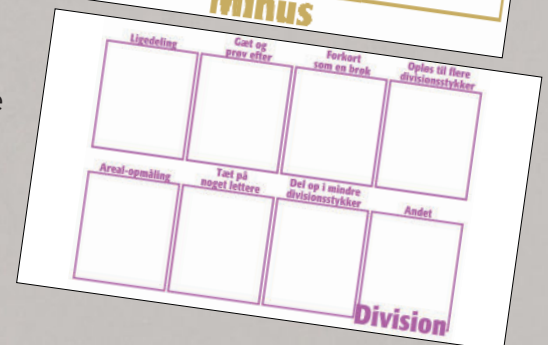 Minus
Ligedeling
Gæt og
prøv efter
Forkort
som en brøk
Opløs til flere
divisionsstykker
Areal-opmåling
Tæt på
noget lettere
Del op i mindre
divisionsstykker
Andet
Division